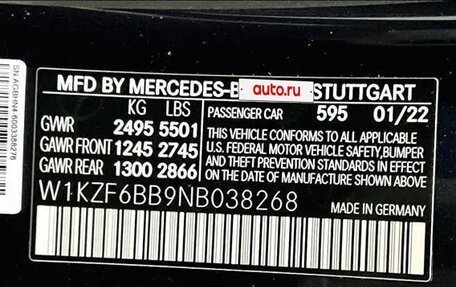 MFD BY MERCEDES-B auto.ru STUTTGART
KG LBS
GVWR 2495 5501
GAWR FRONT 1245 2745
GAWR REAR 1300 2866
PASSENGER CAR 595 01/22
THIS VEHICLE CONFORMS TO ALL APPLICABLE
U.S. FEDERAL MOTOR VEHICLE SAFETY,BUMPER
AND THEFT PREVENTION STANDARDS IN EFFECT
ON THE DATE OF MANUFACTURE SHOWN ABOVE.
W1KZF6BB9NB038268 MADE IN GERMANY